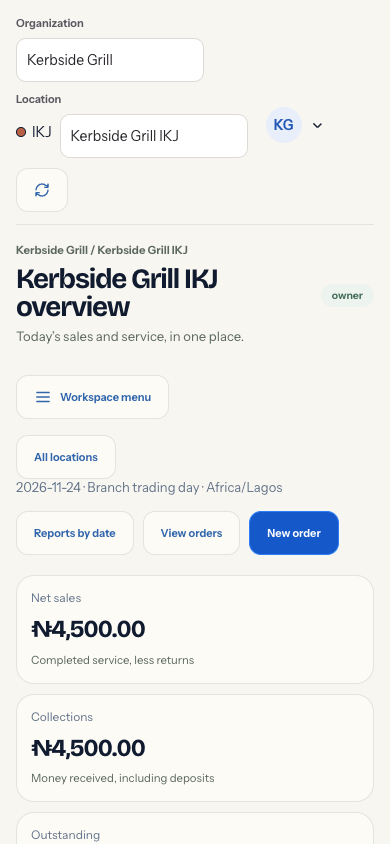 Organization
Kerbside Grill
Location
IKJ
Kerbside Grill IKJ
KG
Kerbside Grill / Kerbside Grill IKJ
Kerbside Grill IKJ
overview
owner
Today's sales and service, in one place.
Workspace menu
All locations
2026-11-24 · Branch trading day · Africa/Lagos
Reports by date
View orders
New order
Net sales
₦4,500.00
Completed service, less returns
Collections
₦4,500.00
Money received, including deposits
Outstanding